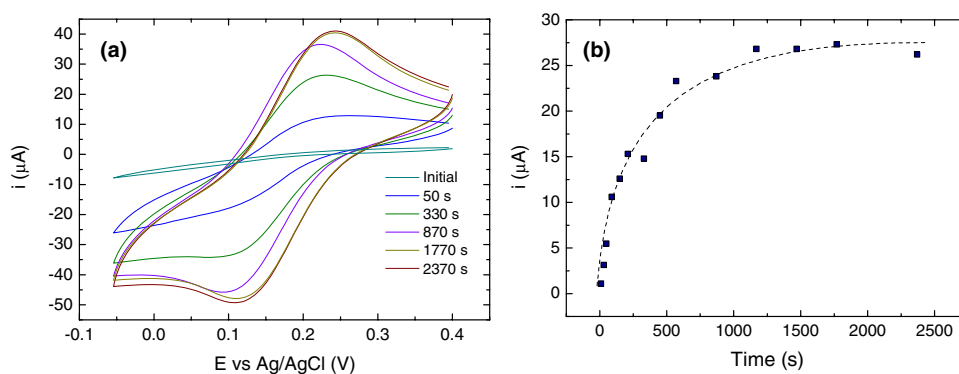 (a)
40
30
20
10
0
-10
-20
-30
-40
-50
i (µA)
-0.1 0.0 0.1 0.2 0.3 0.4
E vs Ag/AgCl (V)
Initial
50 s
330 s
870 s
1770 s
2370 s
(b)
30
25
20
15
10
5
0
i (µA)
0 500 1000 1500 2000 2500
Time (s)